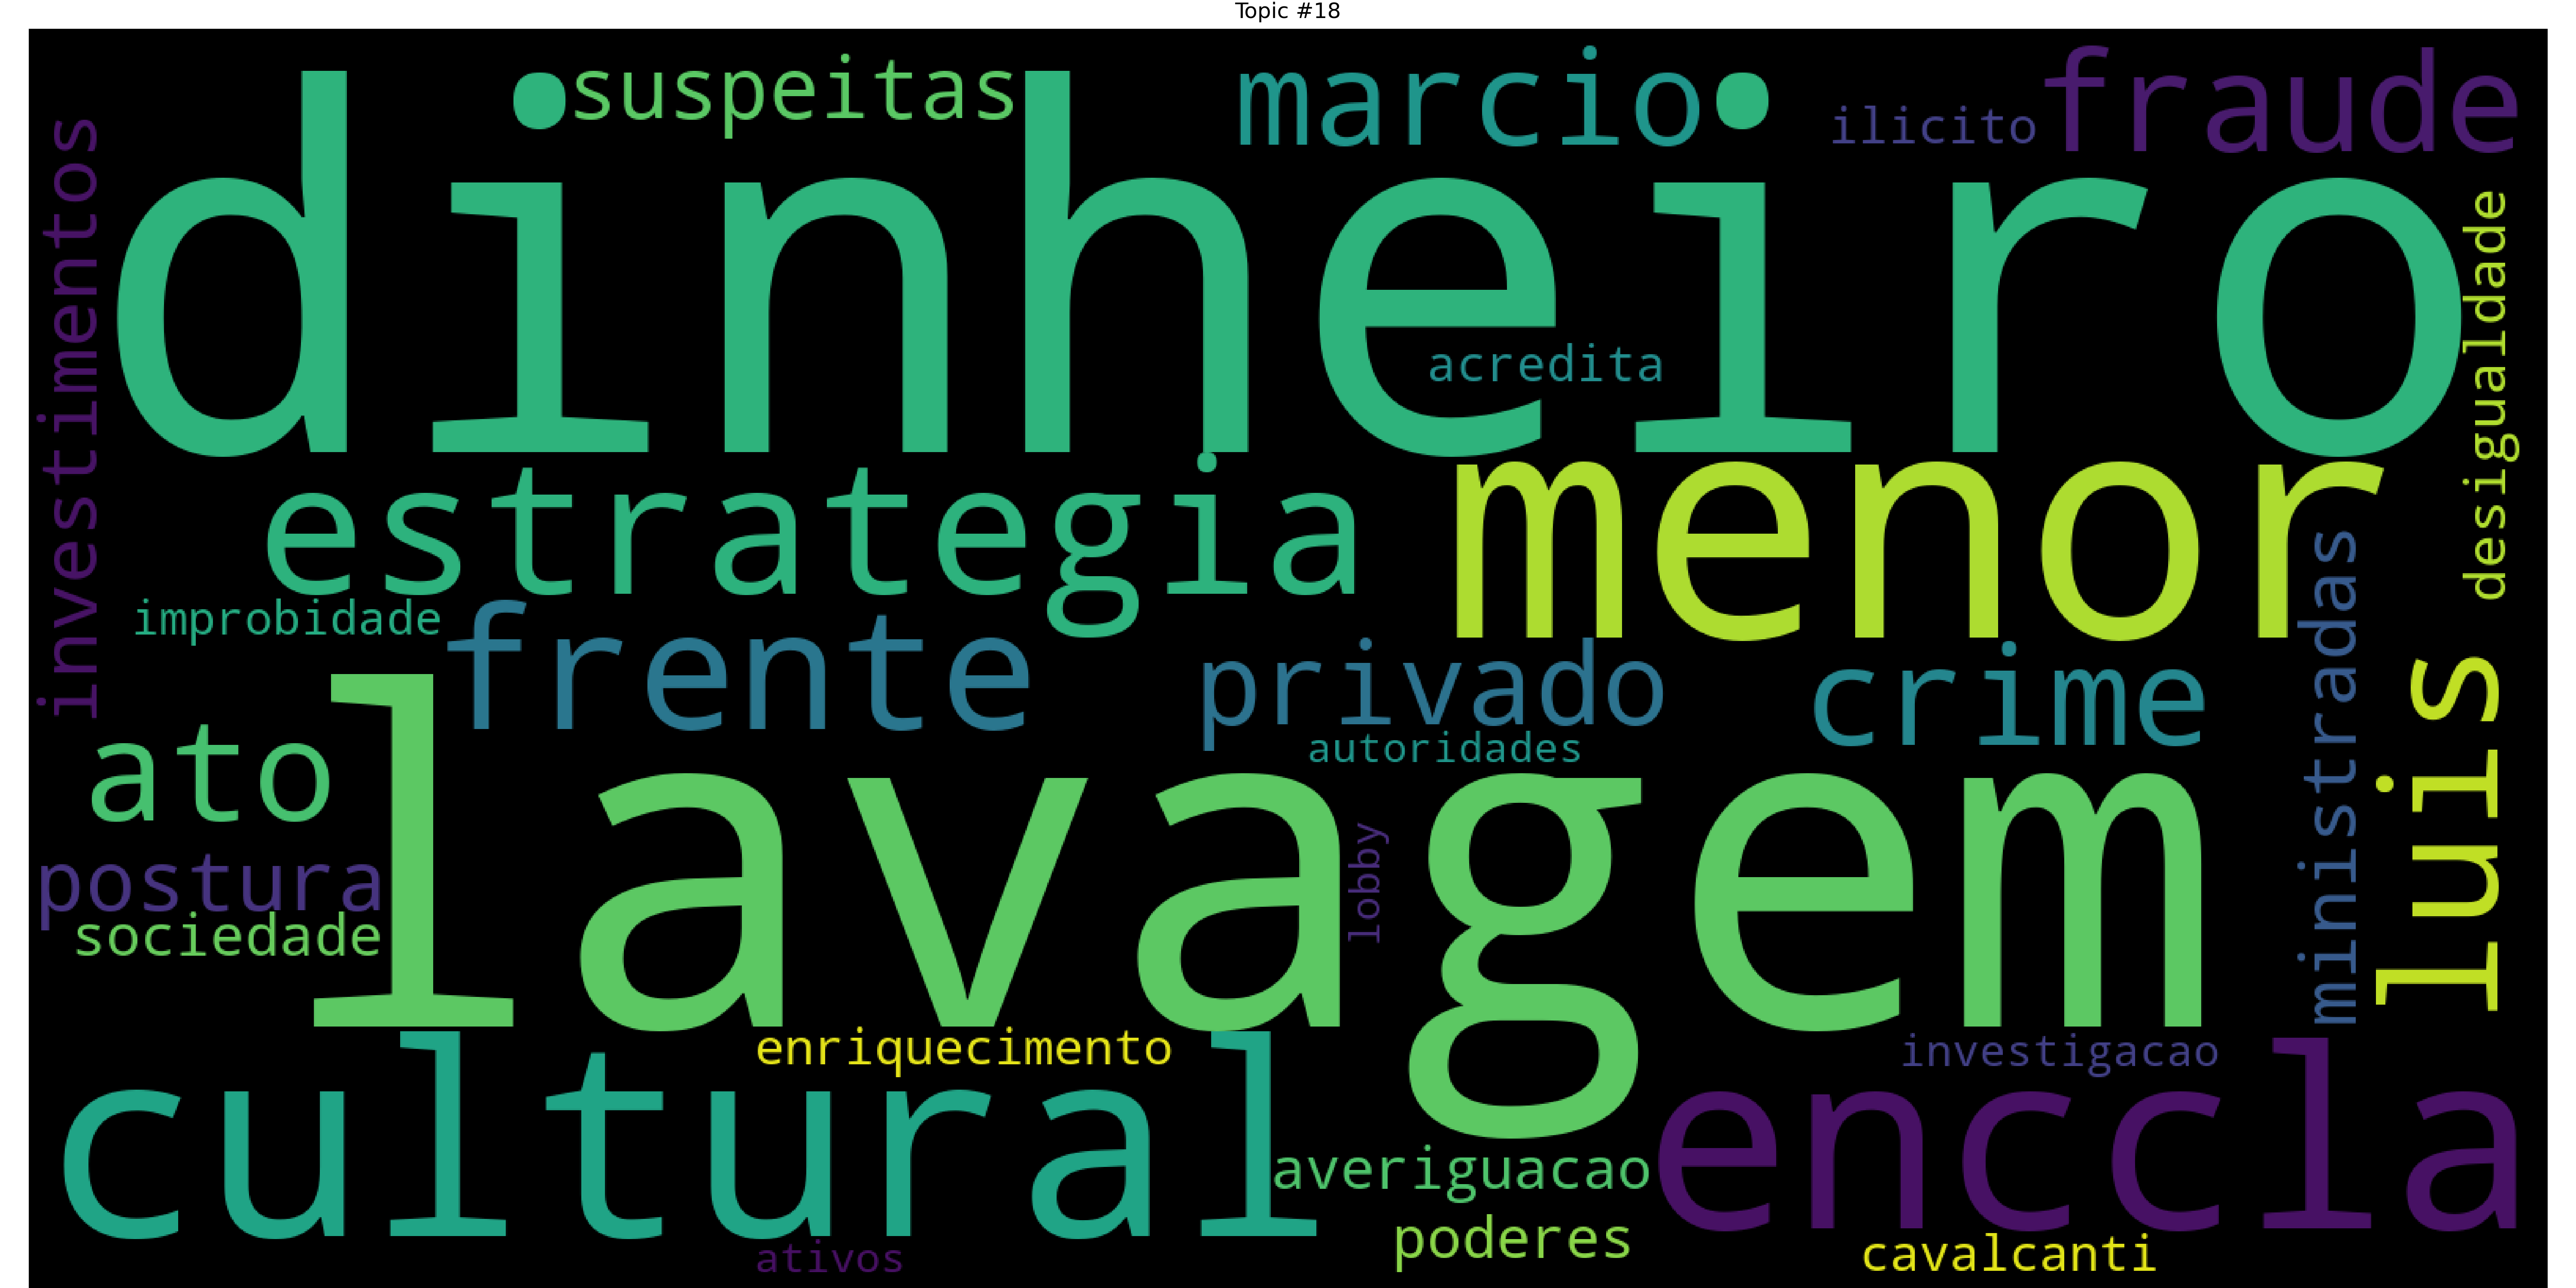 Topic #18
suspeitas
marcio
ilicito
fraude
investimentos
dinheiro
desigualdade
acredita
estrategia
menor
improbidade
frente
privado
crime
ministradas
luis
autoridades
ato
lavagem
postura
lobby
sociedade
enriquecimento
investigacao
cultural
enccla
averiguacao
poderes
cavalcanti
ativos